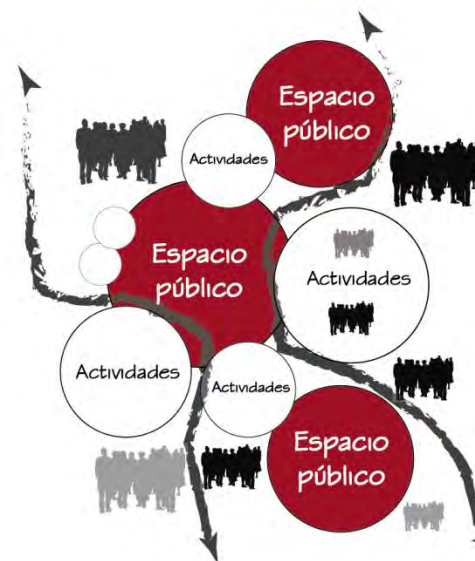 Espacio
público
Actividades
Espacio
público
Actividades
Actividades
Actividades
Espacio
público